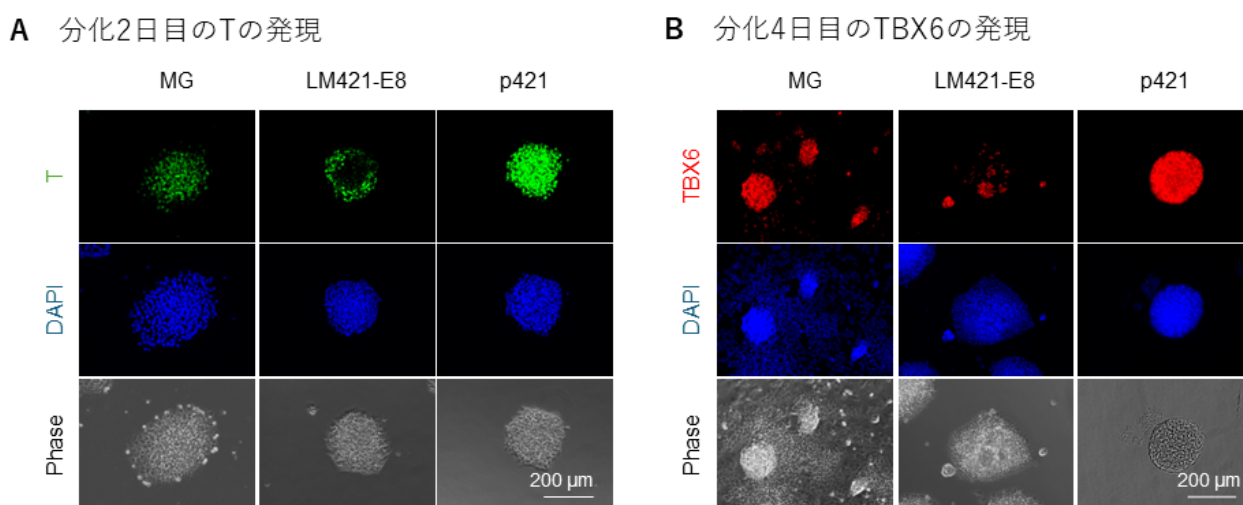 A 分化2日目のTの発現
MG LM421-E8 p421
T
DAPI
Phase
200 μm
B 分化4日目のTBX6の発現
MG LM421-E8 p421
TBX6
DAPI
Phase
200 μm